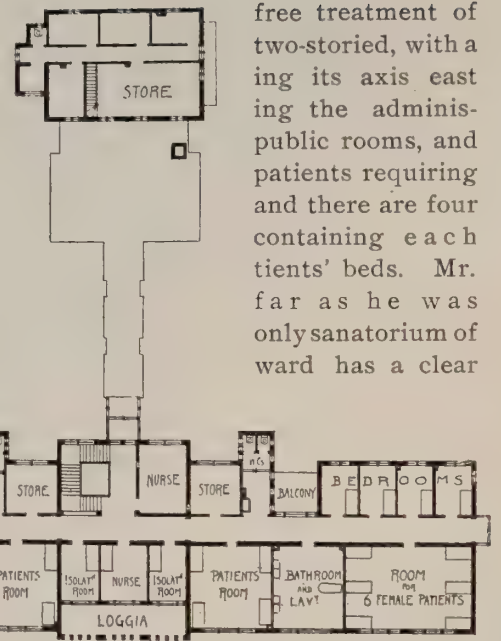 free treatment of
two-storied, with a
ing its axis east
ing the adminis-
public rooms, and
patients requiring
and there are four
containing each
tients' beds. Mr.
far as he was
only sanatorium of
ward has a clear
STORE
STORE
NURSE
STORE
W.C's
BALCONY
BEDROOMS
PATIENTS
ROOM
ISOLATN
ROOM
NURSE
ISOLATN
ROOM
PATIENTS
ROOM
BATHROOM
AND
LAVY
ROOM
FOR
6 FEMALE PATIENTS
LOGGIA